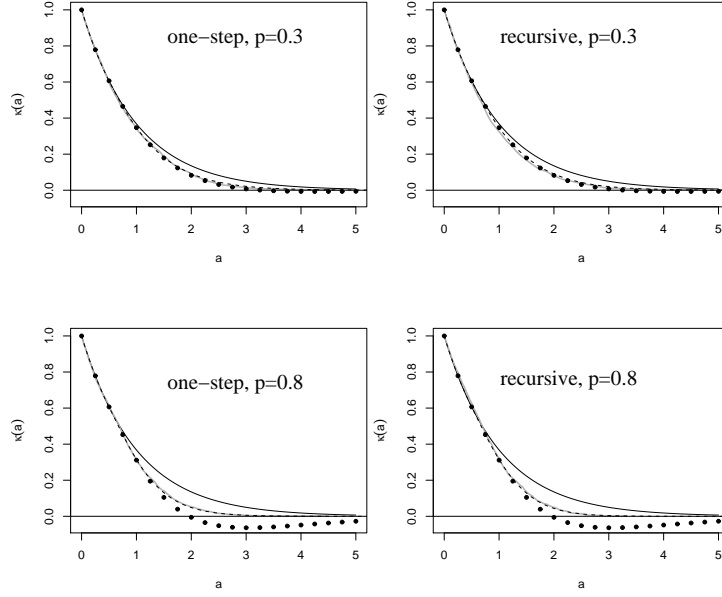 one−step, p=0.3
κ(a)
0.0 0.2 0.4 0.6 0.8 1.0
0 1 2 3 4 5
a
recursive, p=0.3
κ(a)
0.0 0.2 0.4 0.6 0.8 1.0
0 1 2 3 4 5
a
one−step, p=0.8
κ(a)
0.0 0.2 0.4 0.6 0.8 1.0
0 1 2 3 4 5
a
recursive, p=0.8
κ(a)
0.0 0.2 0.4 0.6 0.8 1.0
0 1 2 3 4 5
a